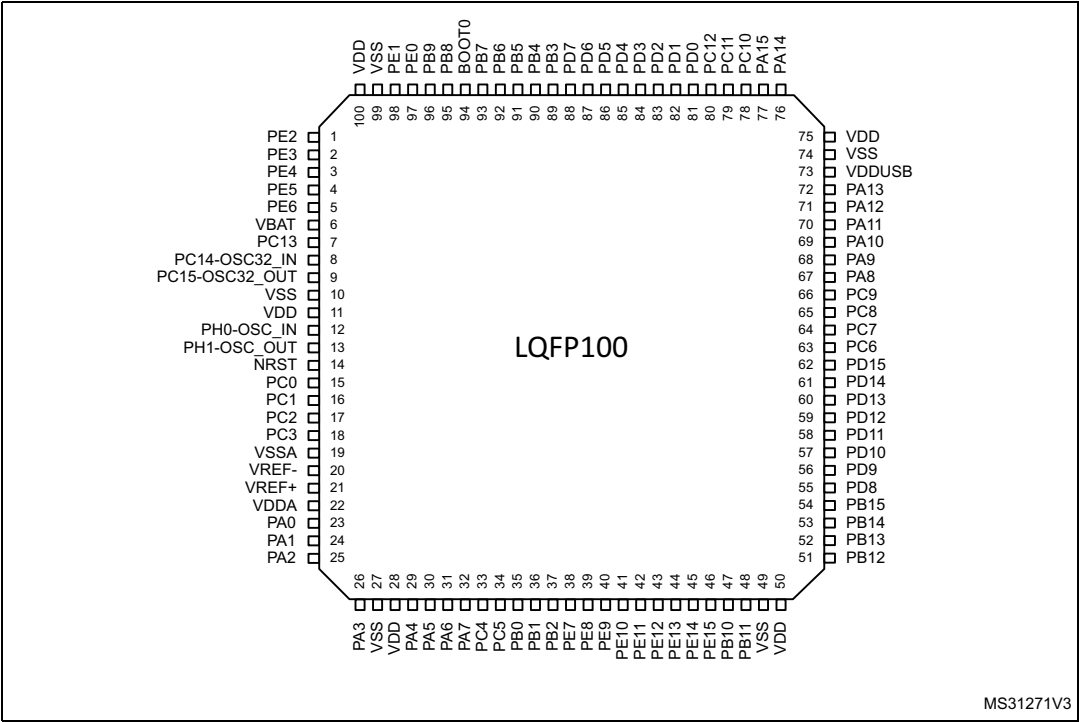 VDD VSS PE1 PE0 PB9 PB8 BOOT0 PB7 PB6 PB5 PB4 PB3 PD7 PD6 PD5 PD4 PD3 PD2 PD1 PD0 PC12 PC11 PC10 PA15 PA14
100 99 98 97 96 95 94 93 92 91 90 89 88 87 86 85 84 83 82 81 80 79 78 77 76
PE2 1 75 VDD
PE3 2 74 VSS
PE4 3 73 VDDUSB
PE5 4 72 PA13
PE6 5 71 PA12
VBAT 6 70 PA11
PC13 7 69 PA10
PC14-OSC32_IN 8 68 PA9
PC15-OSC32_OUT 9 67 PA8
VSS 10 66 PC9
VDD 11 65 PC8
PH0-OSC_IN 12 64 PC7
PH1-OSC_OUT 13 63 PC6
LQFP100
NRST 14 62 PD15
PC0 15 61 PD14
PC1 16 60 PD13
PC2 17 59 PD12
PC3 18 58 PD11
VSSA 19 57 PD10
VREF- 20 56 PD9
VREF+ 21 55 PD8
VDDA 22 54 PB15
PA0 23 53 PB14
PA1 24 52 PB13
PA2 25 51 PB12
26 27 28 29 30 31 32 33 34 35 36 37 38 39 40 41 42 43 44 45 46 47 48 49 50
PA3 VSS VDD PA4 PA5 PA6 PA7 PC4 PC5 PB0 PB1 PB2 PE7 PE8 PE9 PE10 PE11 PE12 PE13 PE14 PE15 PB10 PB11 VSS VDD
MS31271V3